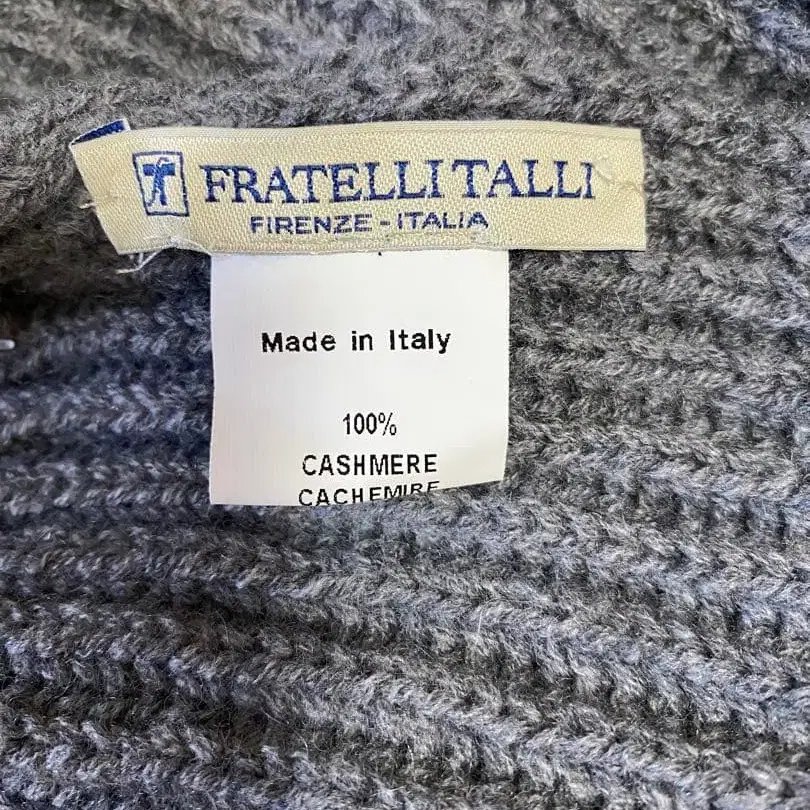 FRATELLI TALLI
FIRENZE - ITALIA
Made in Italy
100%
CASHMERE
CACHEMIRE